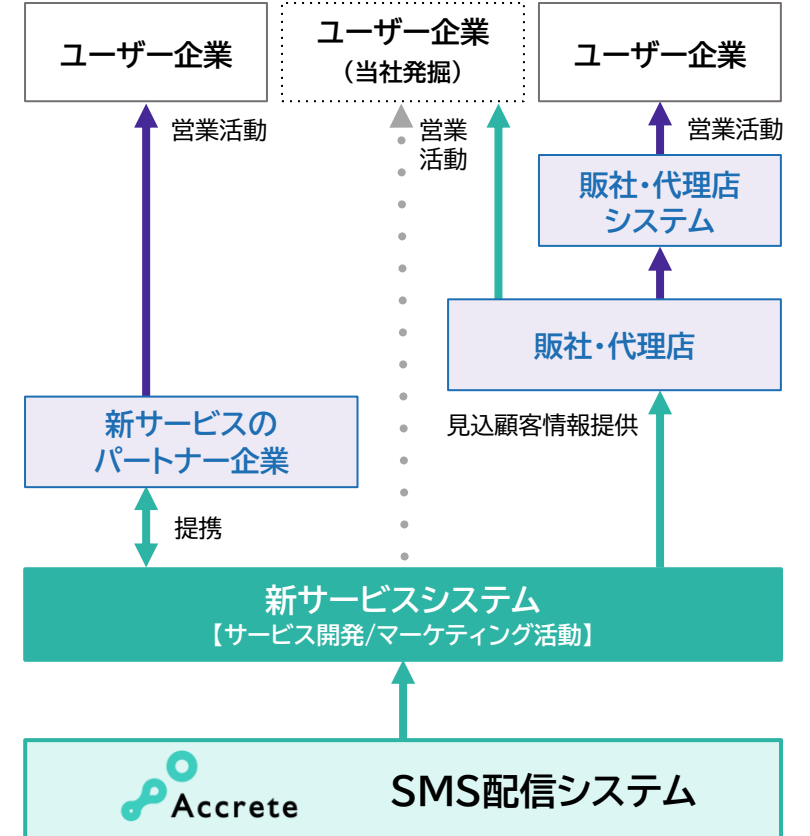 ユーザー企業
ユーザー企業
（当社発掘）
ユーザー企業
営業活動
営業
活動
営業活動
販社・代理店
システム
販社・代理店
新サービスの
パートナー企業
見込顧客情報提供
提携
新サービスシステム
【サービス開発/マーケティング活動】
Accrete
SMS配信システム